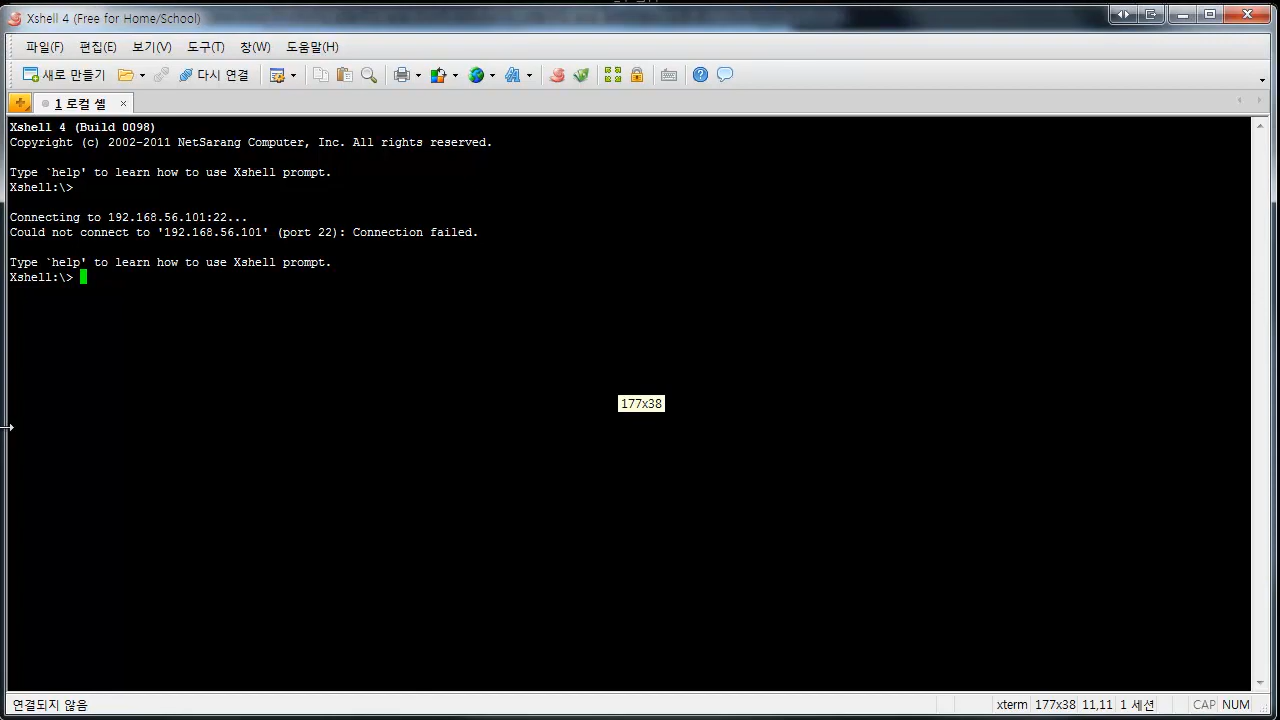 Xshell 4 (Free for Home/School)
파일(F) 편집(E) 보기(V) 도구(T) 창(W) 도움말(H)
새로 만들기 다시 연결
1 로컬 셸
Xshell 4 (Build 0098)
Copyright (c) 2002-2011 NetSarang Computer, Inc. All rights reserved.
Type `help' to learn how to use Xshell prompt.
Xshell:\>
Connecting to 192.168.56.101:22...
Could not connect to '192.168.56.101' (port 22): Connection failed.
Type `help' to learn how to use Xshell prompt.
Xshell:\>
177x38
연결되지 않음 xterm 177x38 11,11 1 세션 CAP NUM